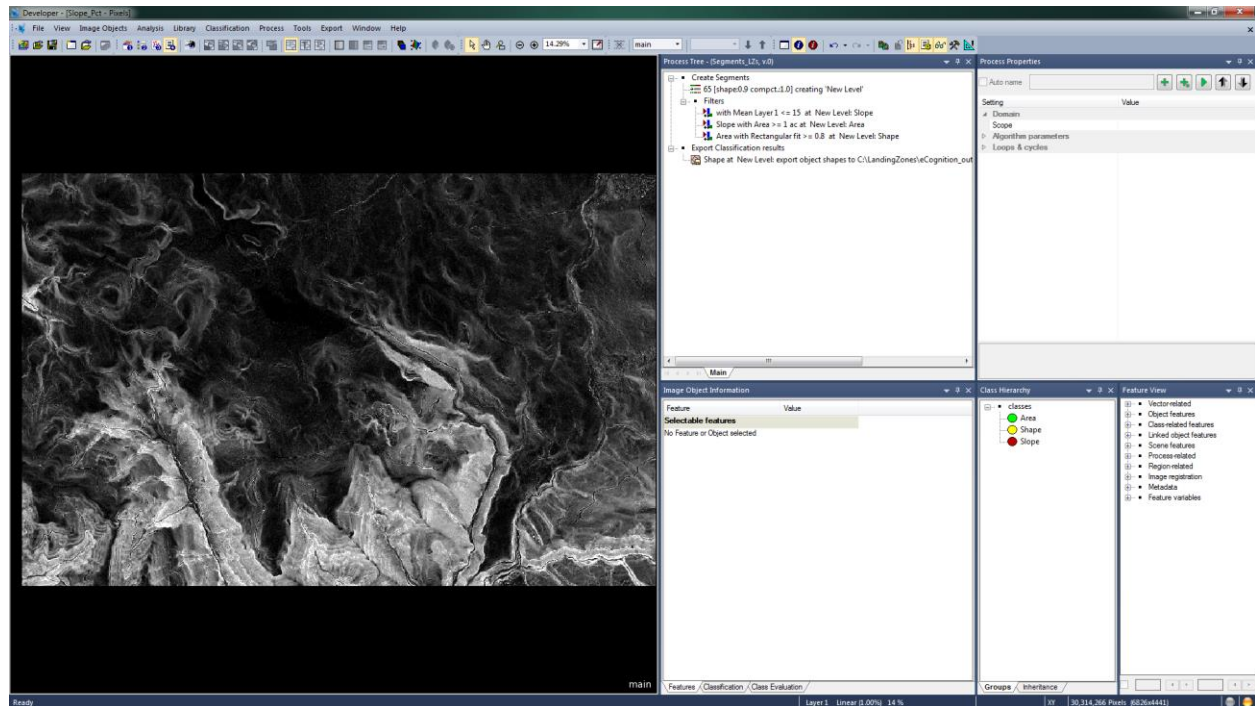 Developer - [Slope_Pct - Pixels]
File View Image Objects Analysis Library Classification Process Tools Export Window Help
14.29% main
Process Tree - (Segments_LZs, v.0)
Create Segments
65 [shape:0.9 compct.:1.0] creating 'New Level'
Filters
with Mean Layer 1 <= 15 at New Level: Slope
Slope with Area >= 1 ac at New Level: Area
Area with Rectangular fit >= 0.8 at New Level: Shape
Export Classification results
Shape at New Level: export object shapes to C:\LandingZones\eCognition_out
Main
Process Properties
Auto name
Setting Value
Domain
Scope
Algorithm parameters
Loops & cycles
Image Object Information
Feature Value
Selectable features
No Feature or Object selected
Features Classification Class Evaluation
Class Hierarchy
classes
Area
Shape
Slope
Groups Inheritance
Feature View
Vector-related
Object features
Class-related features
Linked object features
Scene features
Process-related
Region-related
Image registration
Metadata
Feature variables
main
Ready Layer 1 Linear (1.00%) 14 % XY 30,314,266 Pixels (6826x4441)